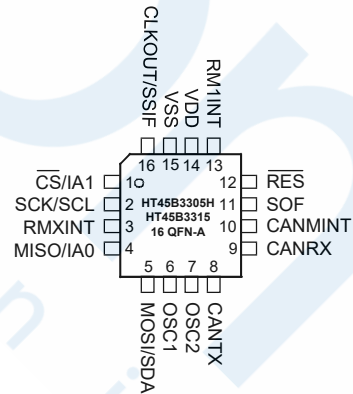 CLKOUT/SSIF
VSS
VDD
RM1INT
16 15 14 13
CS/IA1
SCK/SCL
RMXINT
MISO/IA0
1
2
3
4
HT45B3305H
HT45B3315
16 QFN-A
12
11
10
9
RES
SOF
CANMINT
CANRX
5 6 7 8
MOSI/SDA
OSC1
OSC2
CANTX